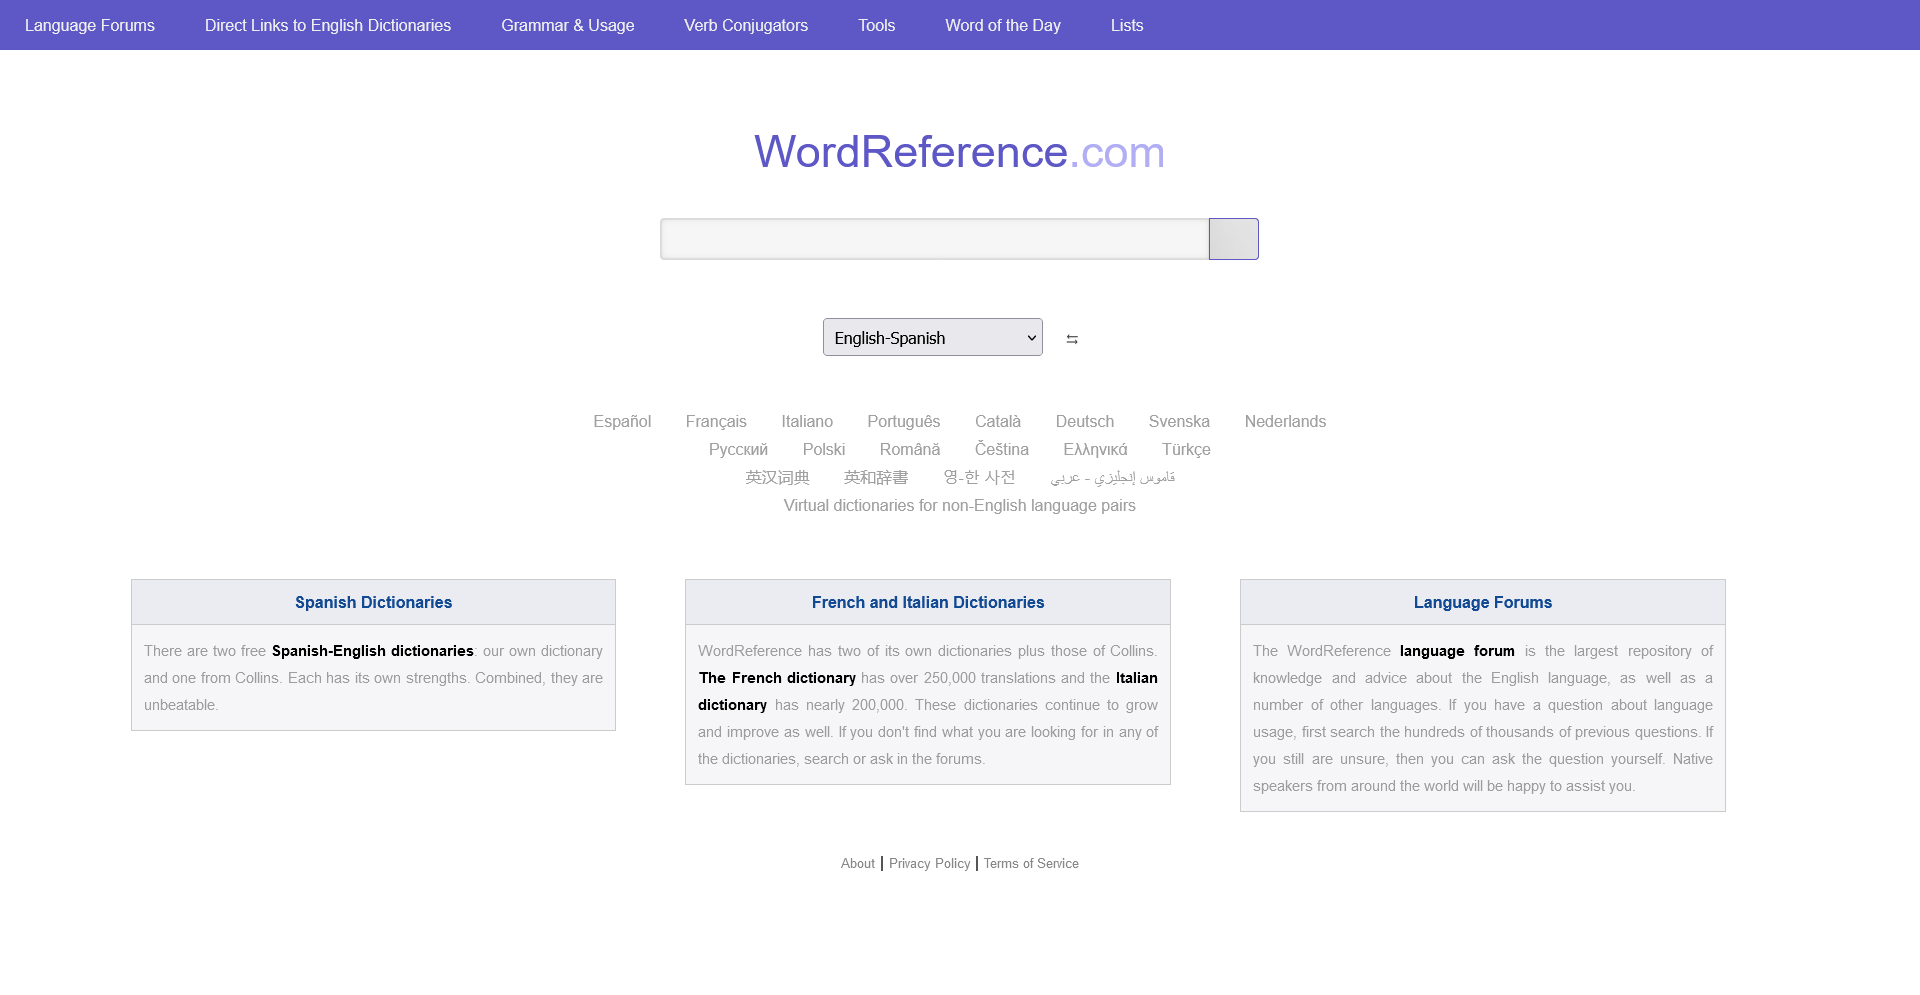 Language Forums Direct Links to English Dictionaries Grammar & Usage Verb Conjugators Tools Word of the Day Lists
WordReference.com
English-Spanish
Español Français Italiano Português Català Deutsch Svenska Nederlands
Русский Polski Română Čeština Ελληνικά Türkçe
英汉词典 英和辞書 영-한 사전 قاموس إنجليزي - عربي
Virtual dictionaries for non-English language pairs
Spanish Dictionaries
There are two free Spanish-English dictionaries: our own dictionary
and one from Collins. Each has its own strengths. Combined, they are
unbeatable.
French and Italian Dictionaries
WordReference has two of its own dictionaries plus those of Collins.
The French dictionary has over 250,000 translations and the Italian
dictionary has nearly 200,000. These dictionaries continue to grow
and improve as well. If you don't find what you are looking for in any of
the dictionaries, search or ask in the forums.
Language Forums
The WordReference language forum is the largest repository of
knowledge and advice about the English language, as well as a
number of other languages. If you have a question about language
usage, first search the hundreds of thousands of previous questions. If
you still are unsure, then you can ask the question yourself. Native
speakers from around the world will be happy to assist you.
About | Privacy Policy | Terms of Service